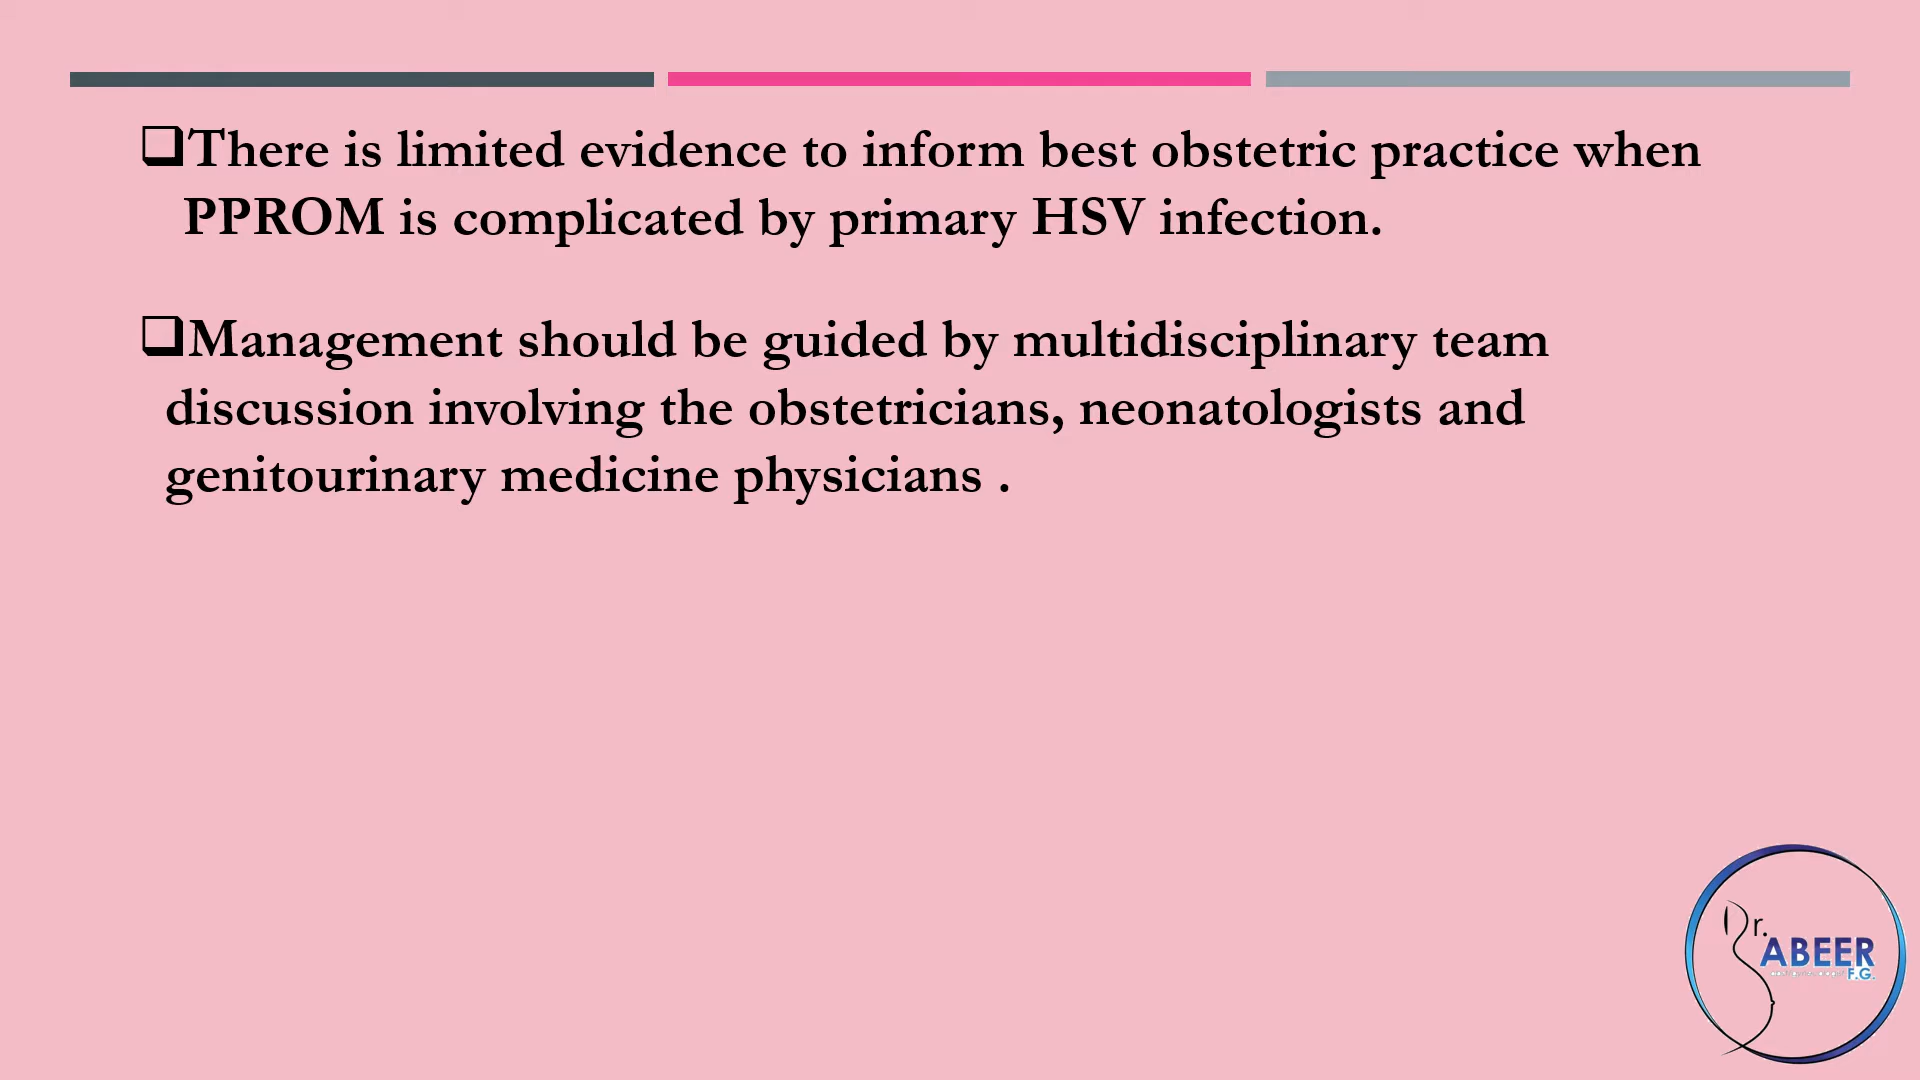 ❑There is limited evidence to inform best obstetric practice when
PPROM is complicated by primary HSV infection.
❑Management should be guided by multidisciplinary team
discussion involving the obstetricians, neonatologists and
genitourinary medicine physicians .
Dr.
ABEER
F.G.